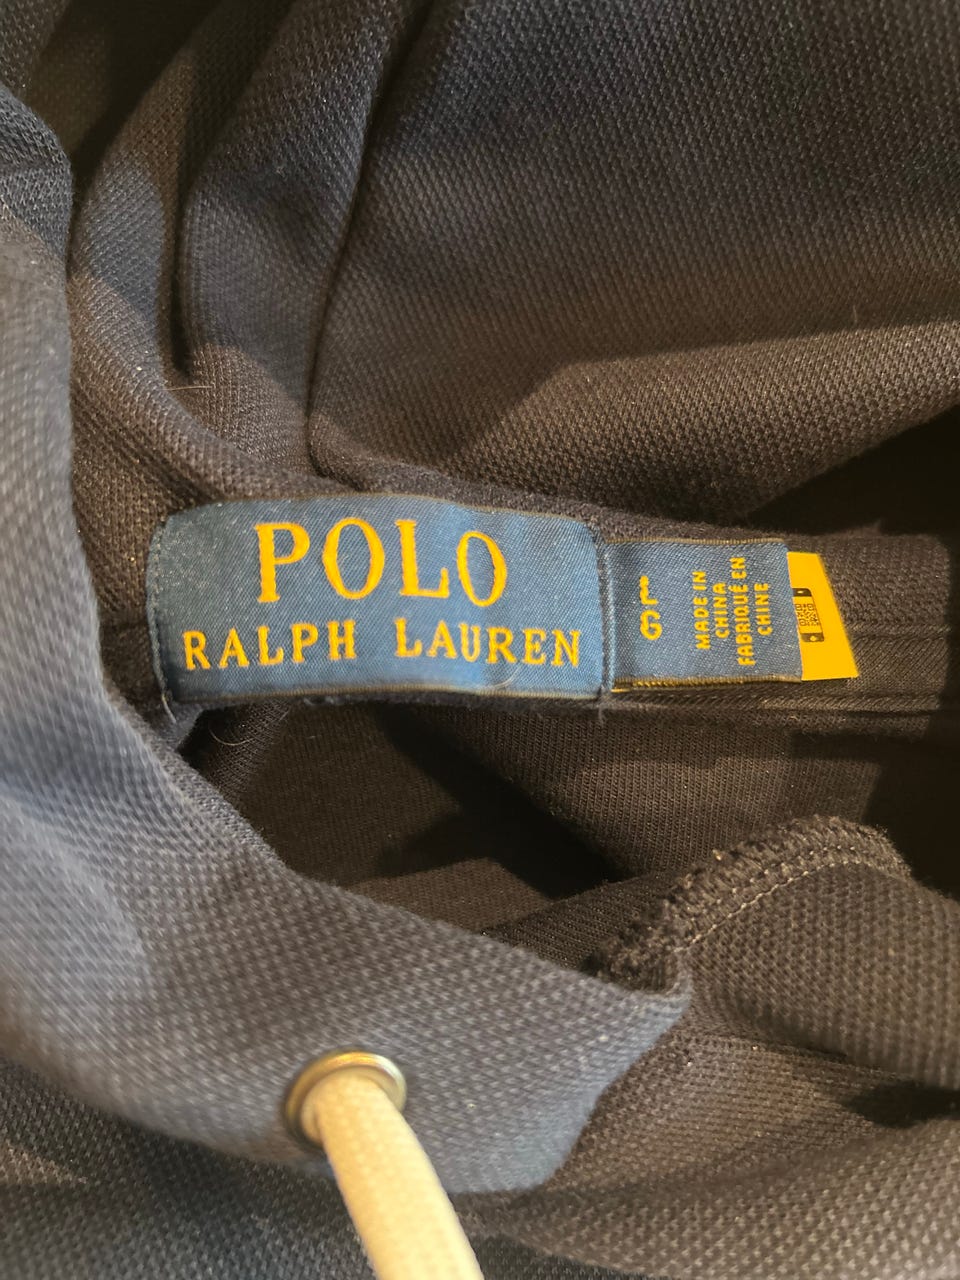 POLO
RALPH LAUREN
MADE IN
CHINA
FABRIQUÉ EN
CHINE